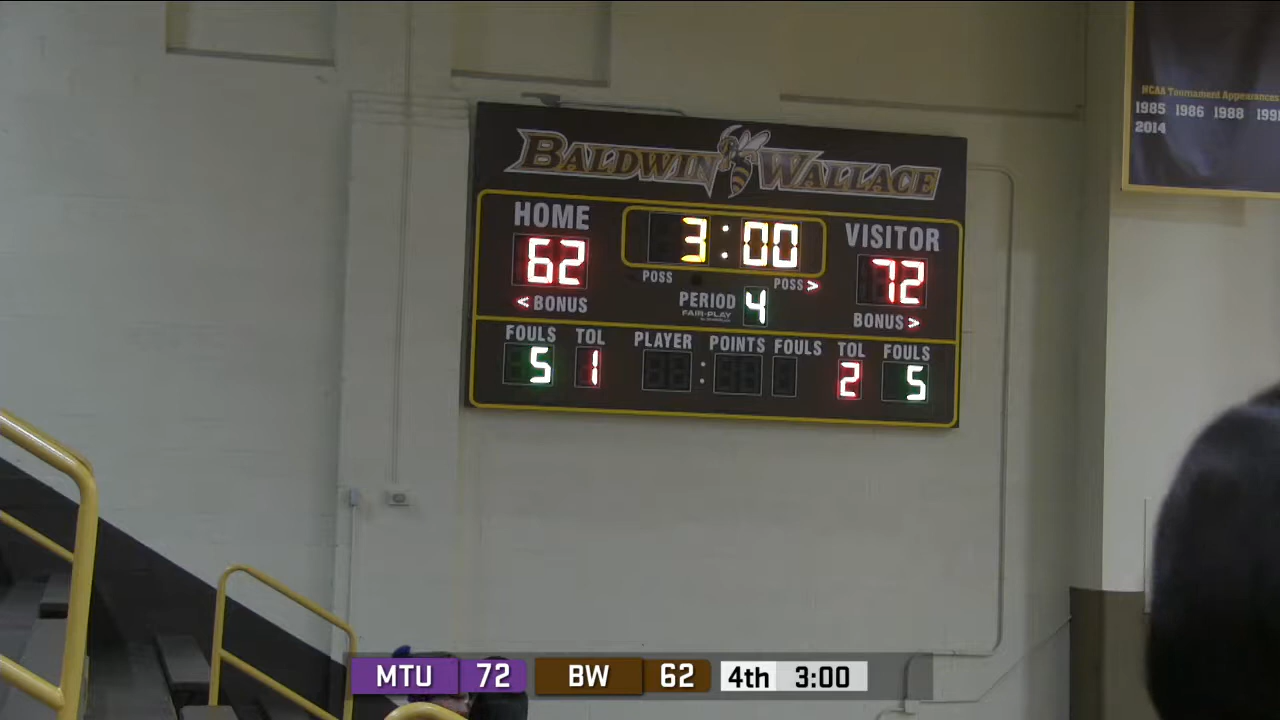 NCAA Tournament Appearances
1985 1986 1988 199
2014
BALDWIN WALLACE
HOME
62
3:00
VISITOR
72
POSS
POSS >
< BONUS
PERIOD 4
FAIR-PLAY
BONUS >
FOULS TOL PLAYER POINTS FOULS TOL FOULS
5 1 : 2 5
MTU 72 BW 62 4th 3:00